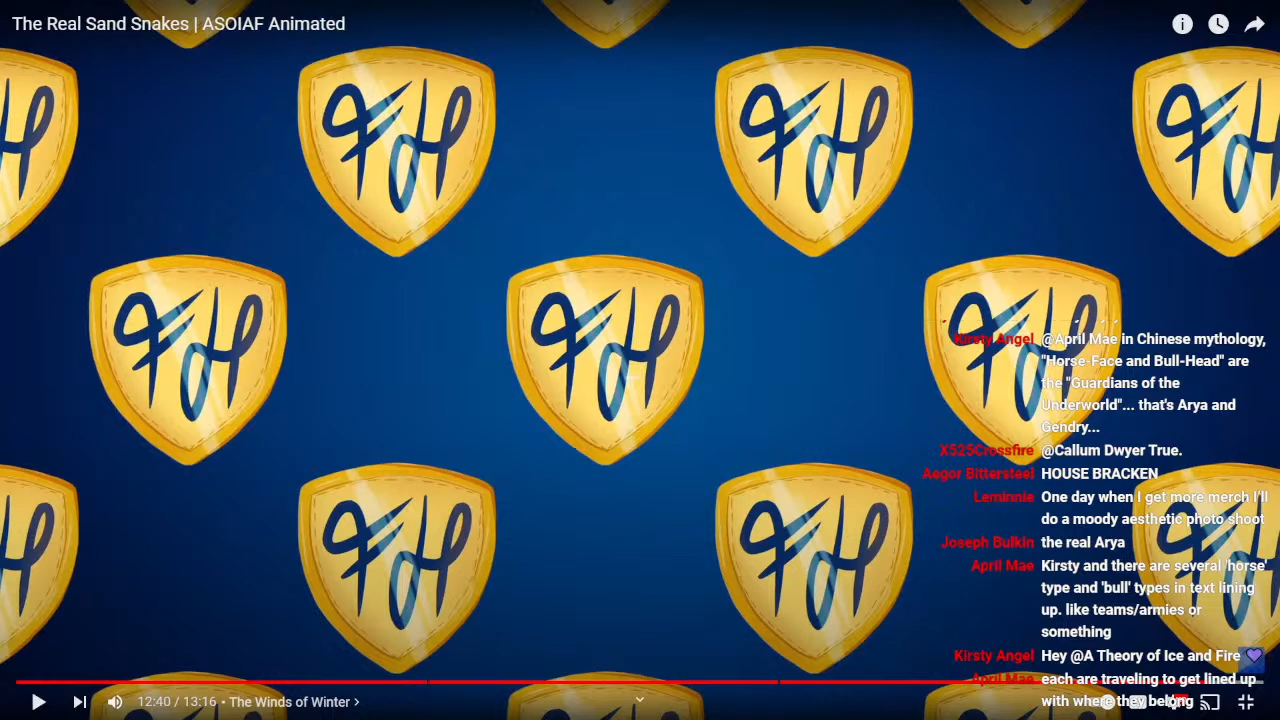 The Real Sand Snakes | ASOIAF Animated
Kirsty Angel @April Mae in Chinese mythology,
"Horse-Face and Bull-Head" are
the "Guardians of the
Underworld"... that's Arya and
Gendry...
X525Crossfire @Callum Dwyer True.
Aegor Bittersteel HOUSE BRACKEN
Leminnie One day when I get more merch I'll
do a moody aesthetic photo shoot
Joseph Bulkin the real Arya
April Mae Kirsty and there are several 'horse'
type and 'bull' types in text lining
up. like teams/armies or
something
Kirsty Angel Hey @A Theory of Ice and Fire 💜
April Mae each are traveling to get lined up
with where they belong
12:40 / 13:16 • The Winds of Winter >